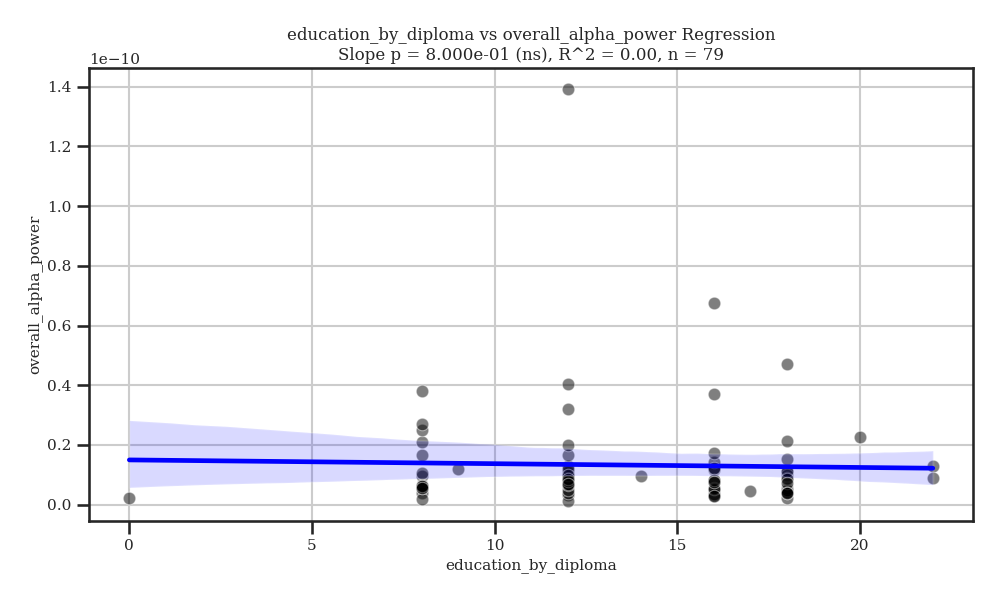 education_by_diploma vs overall_alpha_power Regression
Slope p = 8.000e-01 (ns), R^2 = 0.00, n = 79
1e−10
1.4
1.2
1.0
0.8
0.6
0.4
0.2
0.0
overall_alpha_power
0 5 10 15 20
education_by_diploma